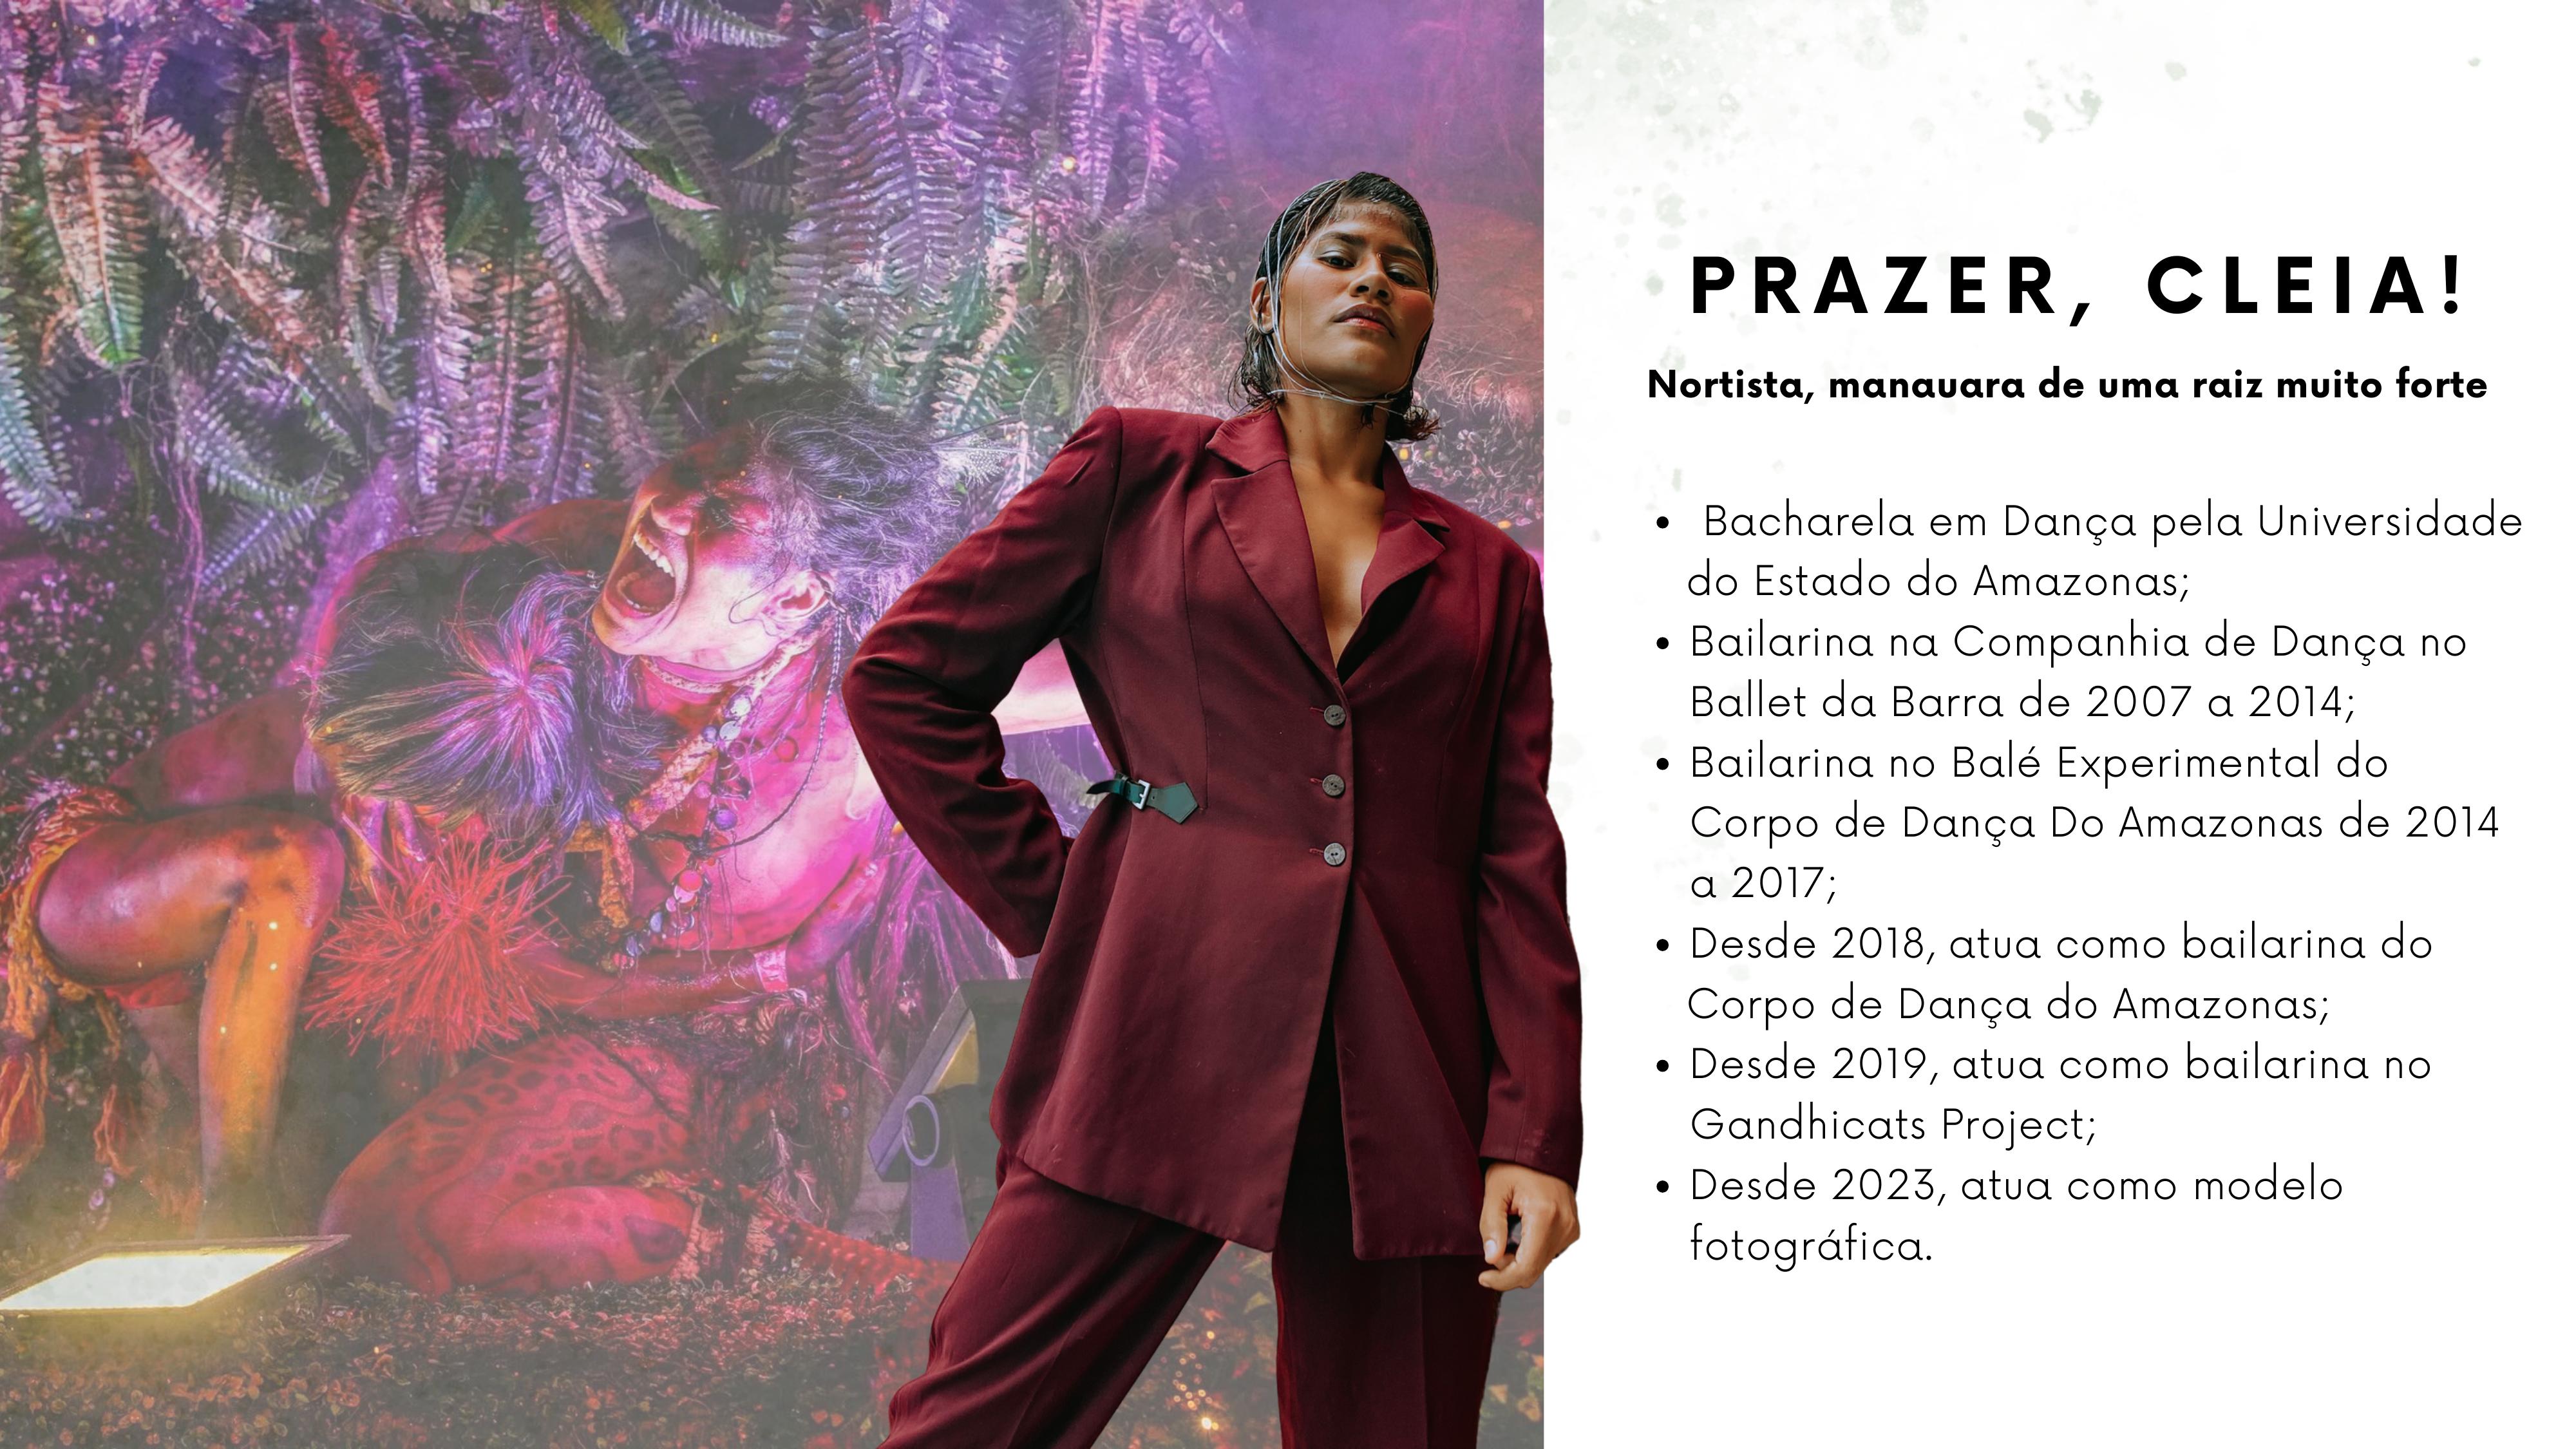 PRAZER, CLEIA!
Nortista, manauara de uma raiz muito forte
• Bacharela em Dança pela Universidade
do Estado do Amazonas;
• Bailarina na Companhia de Dança no
Ballet da Barra de 2007 a 2014;
• Bailarina no Balé Experimental do
Corpo de Dança Do Amazonas de 2014
a 2017;
• Desde 2018, atua como bailarina do
Corpo de Dança do Amazonas;
• Desde 2019, atua como bailarina no
Gandhicats Project;
• Desde 2023, atua como modelo
fotográfica.